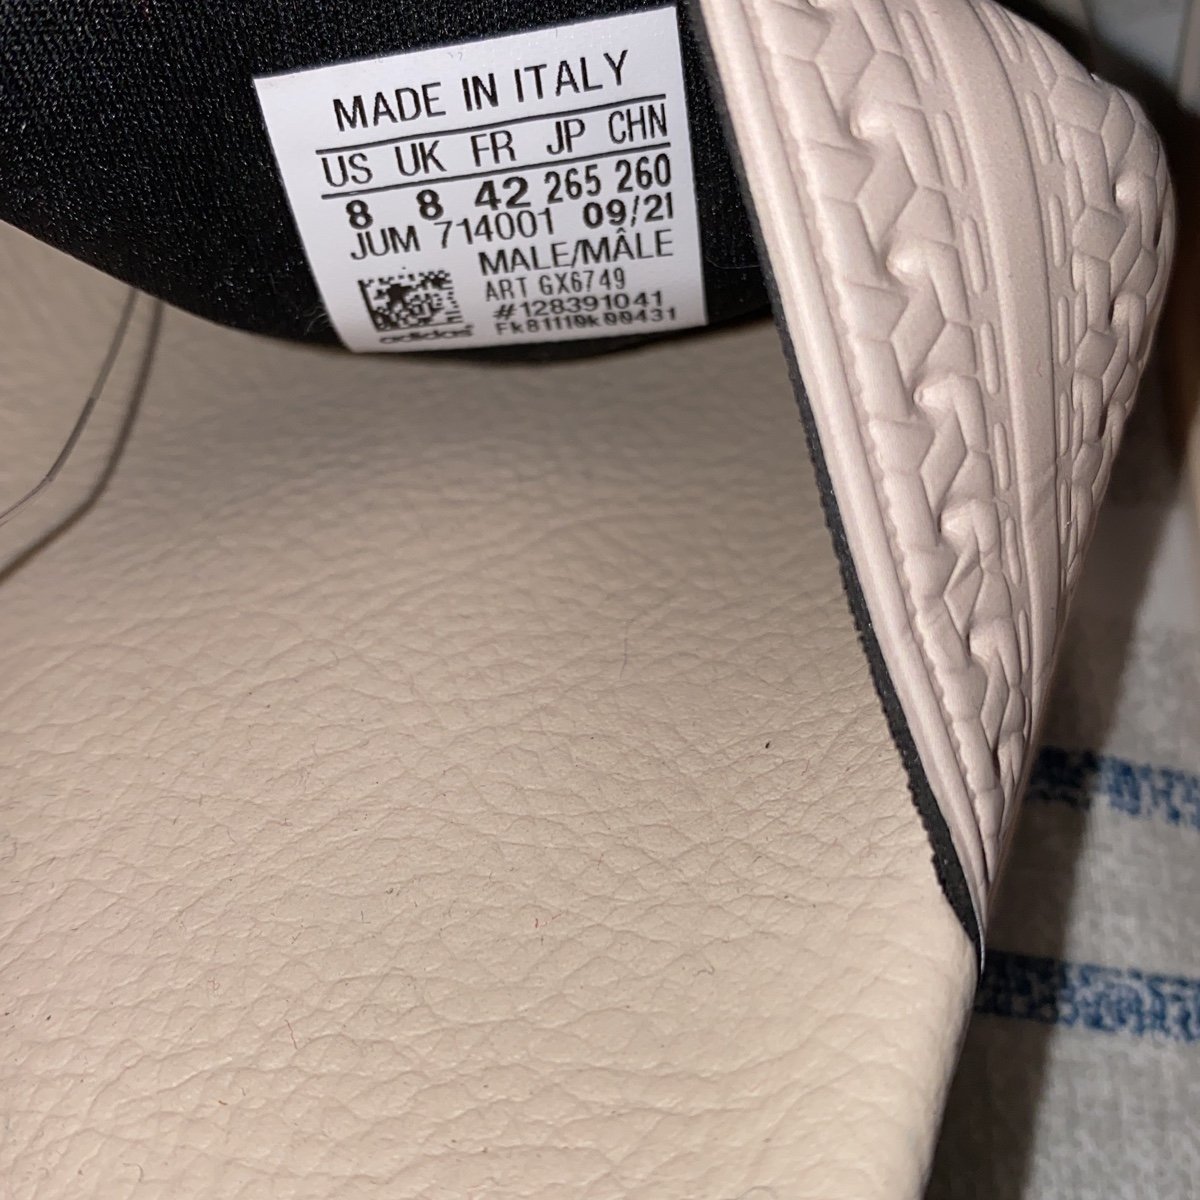 MADE IN ITALY
US UK FR JP CHN
8 8 42 265 260
JUM 714001 09/21
MALE/MÂLE
ART GX6749
#128391041
adidas